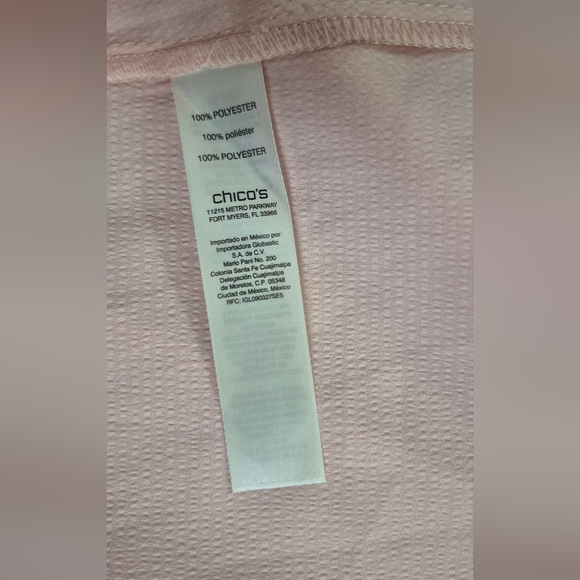 100% POLYESTER
100% poliéster
100% POLYESTER
chico's
11215 METRO PARKWAY
FORT MYERS, FL 33966
Importado en México por:
Importadora Globastic
S.A. de C.V
Mario Pani No. 200
Colonia Santa Fe Cuajimalpa
Delegación Cuajimalpa
de Morelos, C.P. 05348
Ciudad de México, México
RFC: IGL090327SE5